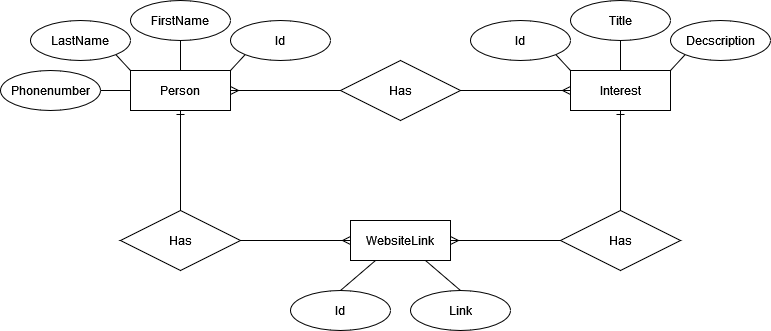 FirstName
Title
LastName
Id
Id
Decscription
Phonenumber
Person
Has
Interest
Has
WebsiteLink
Has
Id
Link